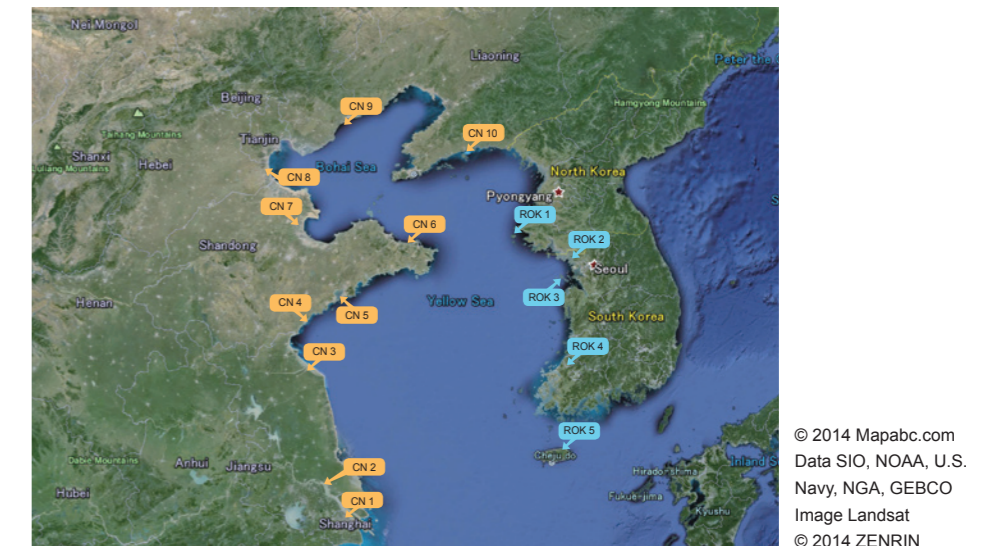 Nei Mongol
Liaoning
Peter the
Beijing
CN 9
Hamgyong Mountains
Taihang Mountains
Tianjin
CN 10
Shanxi
Hebei
Bohai Sea
CN 8
North Korea
Pyongyang
CN 7
ROK 1
CN 6
Shandong
ROK 2
Seoul
Henan
CN 4
CN 5
Yellow Sea
ROK 3
South Korea
CN 3
ROK 4
ROK 5
Cheju do
© 2014 Mapabc.com
Data SIO, NOAA, U.S.
Navy, NGA, GEBCO
Image Landsat
© 2014 ZENRIN
Dabie Mountains
Anhui
Jiangsu
CN 2
Hirado-shima
Inland S
Hubei
CN 1
Fukue-jima
Kyushu
Shanghai